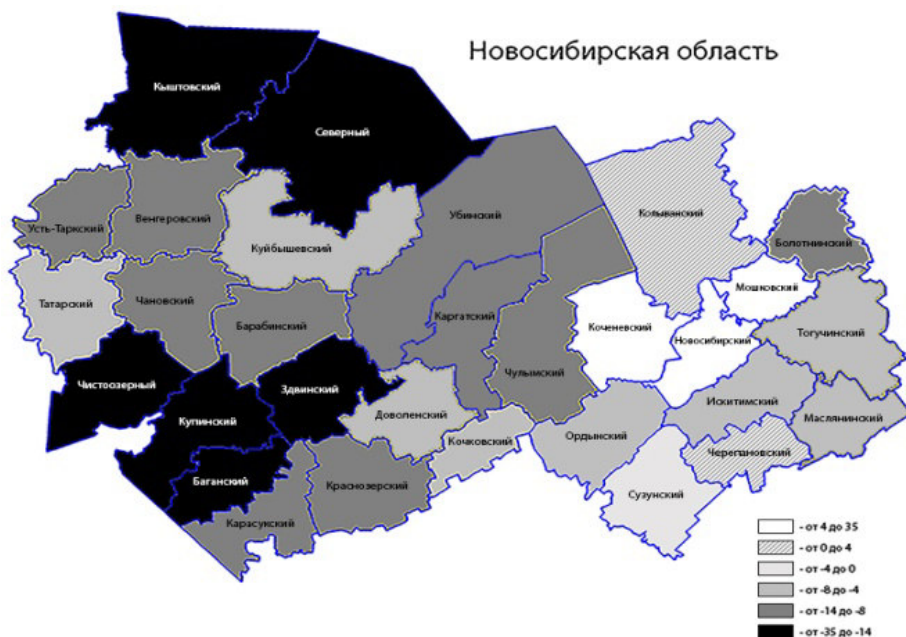 Новосибирская область
Кыштовский
Северный
Усть-Таркский
Венгеровский
Куйбышевский
Убинский
Колыванский
Болотнинский
Татарский
Чановский
Барабинский
Каргатский
Чулымский
Коченевский
Мошковский
Новосибирский
Тогучинский
Чистоозерный
Купинский
Здвинский
Доволенский
Кочковский
Ордынский
Искитимский
Маслянинский
Баганский
Карасукский
Краснозерский
Сузунский
Черепановский
- от 4 до 35
- от 0 до 4
- от -4 до 0
- от -8 до -4
- от -14 до -8
- от -35 до -14